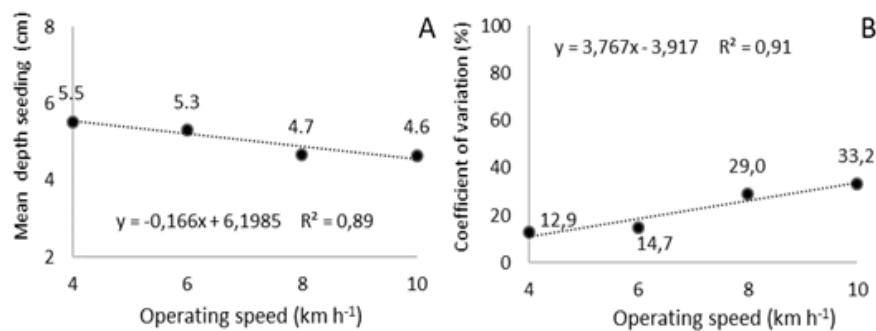 A
Mean depth seeding (cm)
8
6
4
2
5.5
5.3
4.7
4.6
y = -0,166x + 6,1985 R² = 0,89
4 6 8 10
Operating speed (km h⁻¹)
B
Coefficient of variation (%)
100
80
60
40
20
0
y = 3,767x - 3,917 R² = 0,91
12,9
14,7
29,0
33,2
4 6 8 10
Operating speed (km h⁻¹)